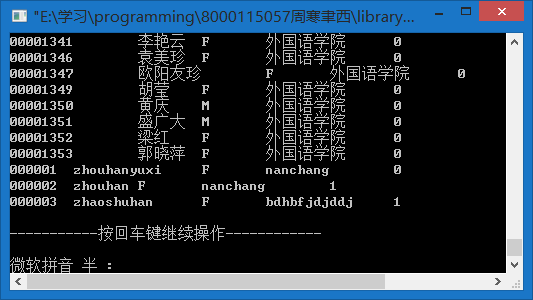 "E:\学习\programming\8000115057周寒聿西\library...
00001341 李艳云 F 外国语学院 0
00001346 袁美珍 F 外国语学院 0
00001347 欧阳友珍 F 外国语学院 0
00001349 胡莹 F 外国语学院 0
00001350 黄庆 M 外国语学院 0
00001351 盛广大 M 外国语学院 0
00001352 梁红 F 外国语学院 0
00001353 郭晓萍 F 外国语学院 0
000001 zhouhanyuxi F nanchang 0
000002 zhouhan F nanchang 1
000003 zhaoshuhan F bdhbfjdjddj 1
-----------按回车键继续操作------------
微软拼音 半 :